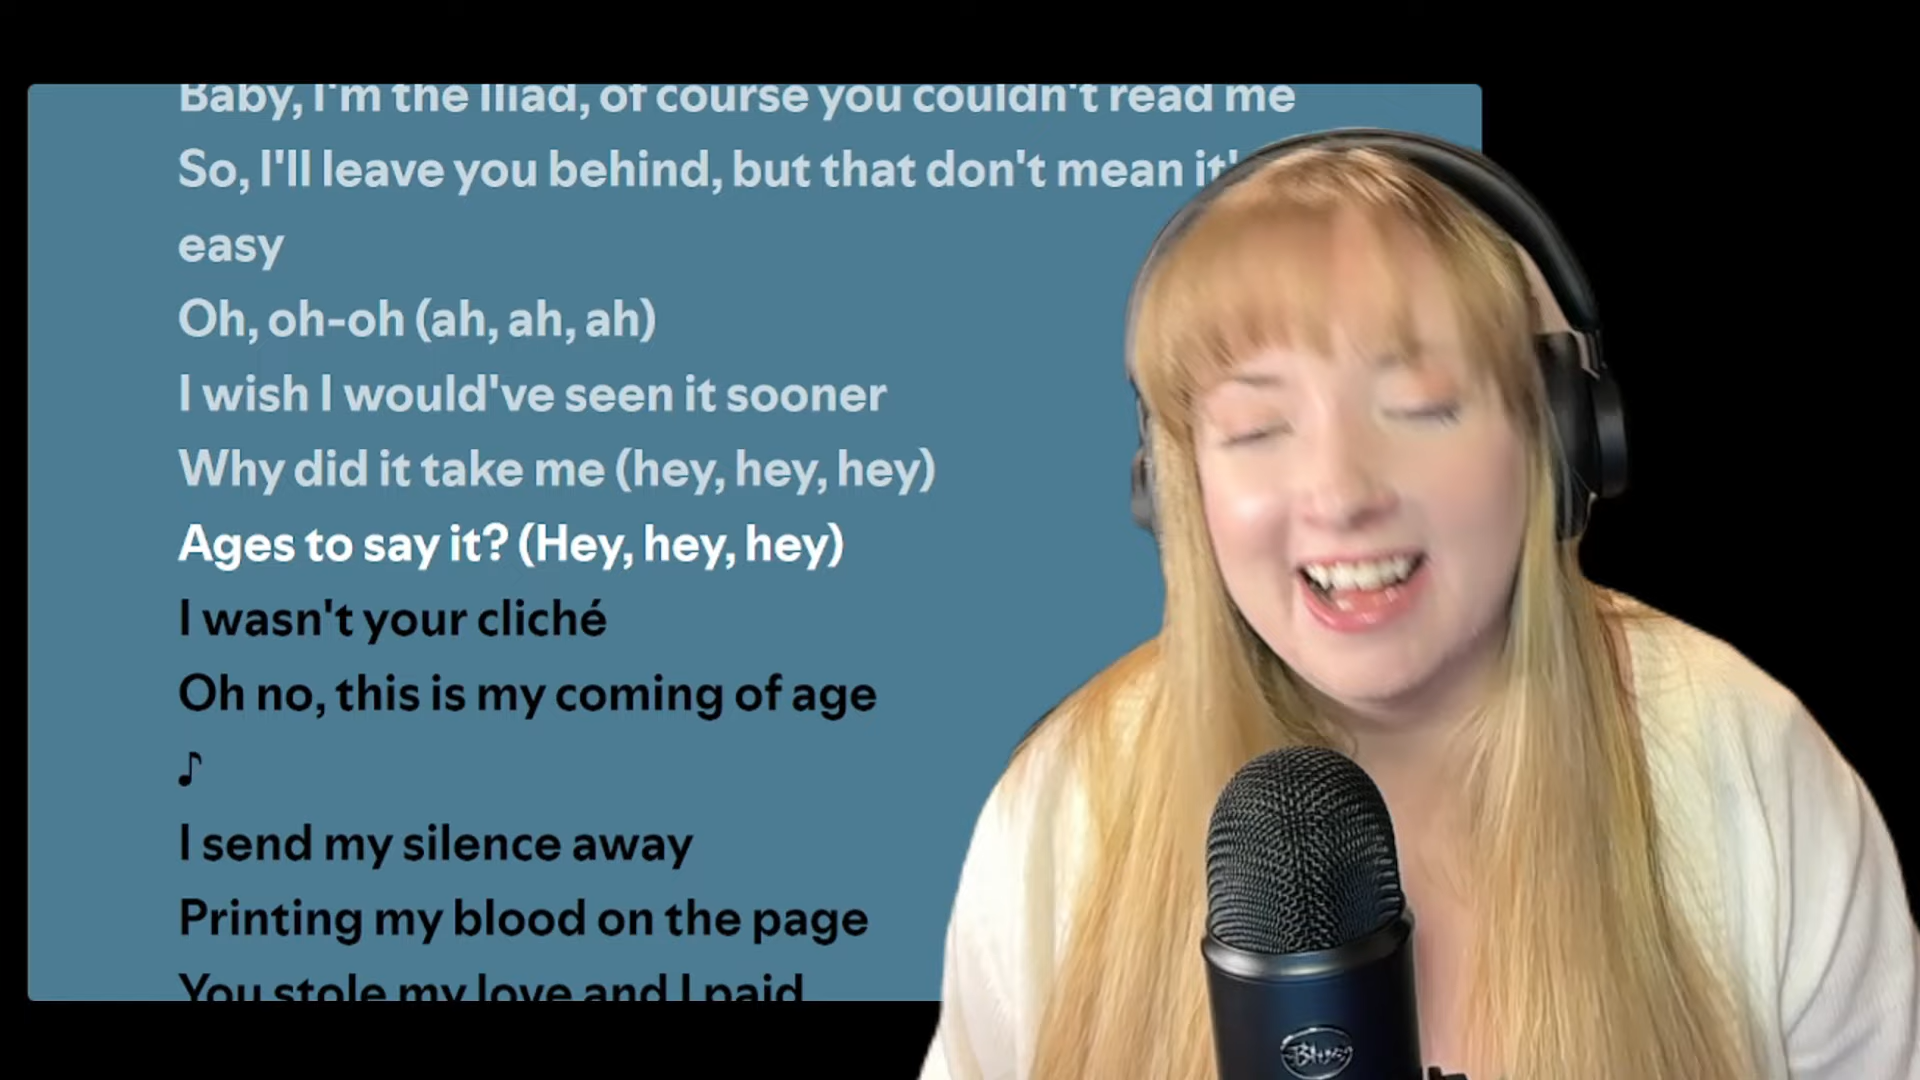 Baby, I'm the Iliad, of course you couldn't read me
So, I'll leave you behind, but that don't mean it'
easy
Oh, oh-oh (ah, ah, ah)
I wish I would've seen it sooner
Why did it take me (hey, hey, hey)
Ages to say it? (Hey, hey, hey)
I wasn't your cliché
Oh no, this is my coming of age
♪
I send my silence away
Printing my blood on the page
You stole my love and I paid
Blue